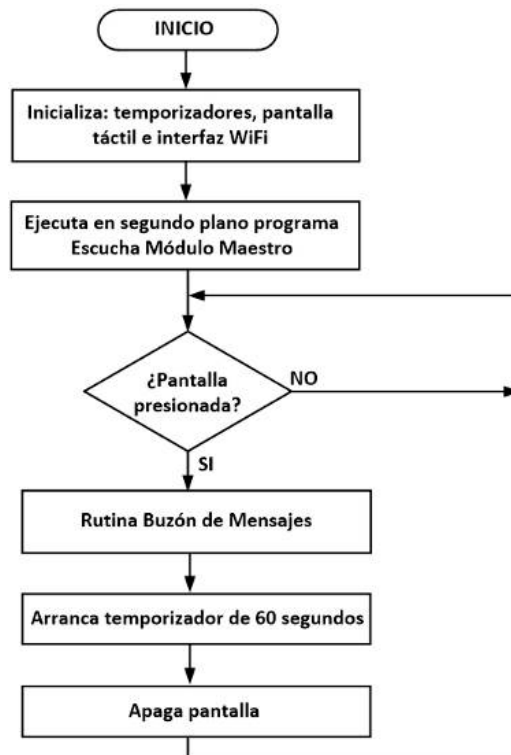 INICIO
Inicializa: temporizadores, pantalla
táctil e interfaz WiFi
Ejecuta en segundo plano programa
Escucha Módulo Maestro
¿Pantalla
presionada?
NO
SI
Rutina Buzón de Mensajes
Arranca temporizador de 60 segundos
Apaga pantalla